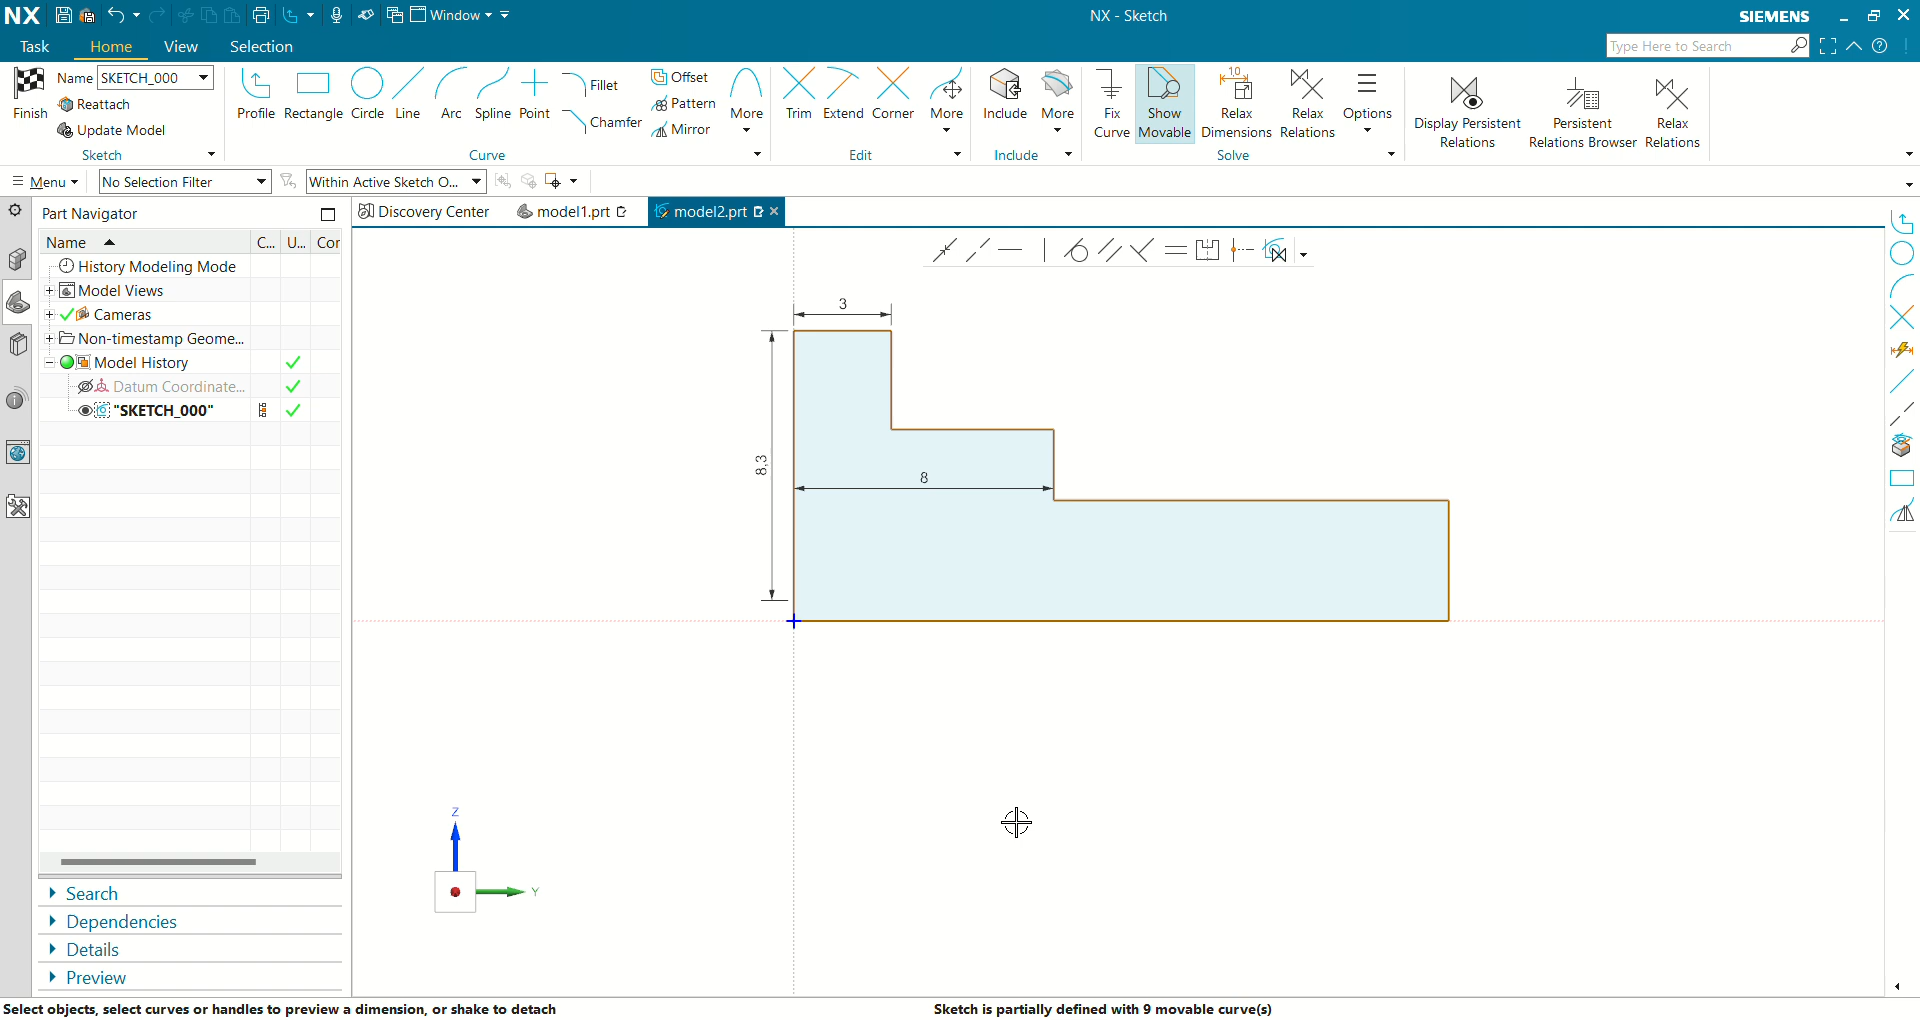 NX
Window
NX - Sketch
SIEMENS
Task
Home
View
Selection
Type Here to Search
Finish
Name SKETCH_000
Reattach
Update Model
Sketch
Profile
Rectangle
Circle
Line
Arc
Spline
Point
Fillet
Chamfer
Offset
Pattern
Mirror
More
Curve
Trim
Extend
Corner
More
Edit
Include
More
Include
Fix
Curve
Show
Movable
Relax
Dimensions
Relax
Relations
Options
Solve
Display Persistent
Relations
Persistent
Relations Browser
Relax
Relations
Menu
No Selection Filter
Within Active Sketch O...
Part Navigator
Discovery Center
model1.prt
model2.prt
Name
C...
U...
Cor
History Modeling Mode
Model Views
Cameras
Non-timestamp Geome...
Model History
Datum Coordinate...
"SKETCH_000"
3
8,3
8
Z
Y
Search
Dependencies
Details
Preview
Select objects, select curves or handles to preview a dimension, or shake to detach
Sketch is partially defined with 9 movable curve(s)